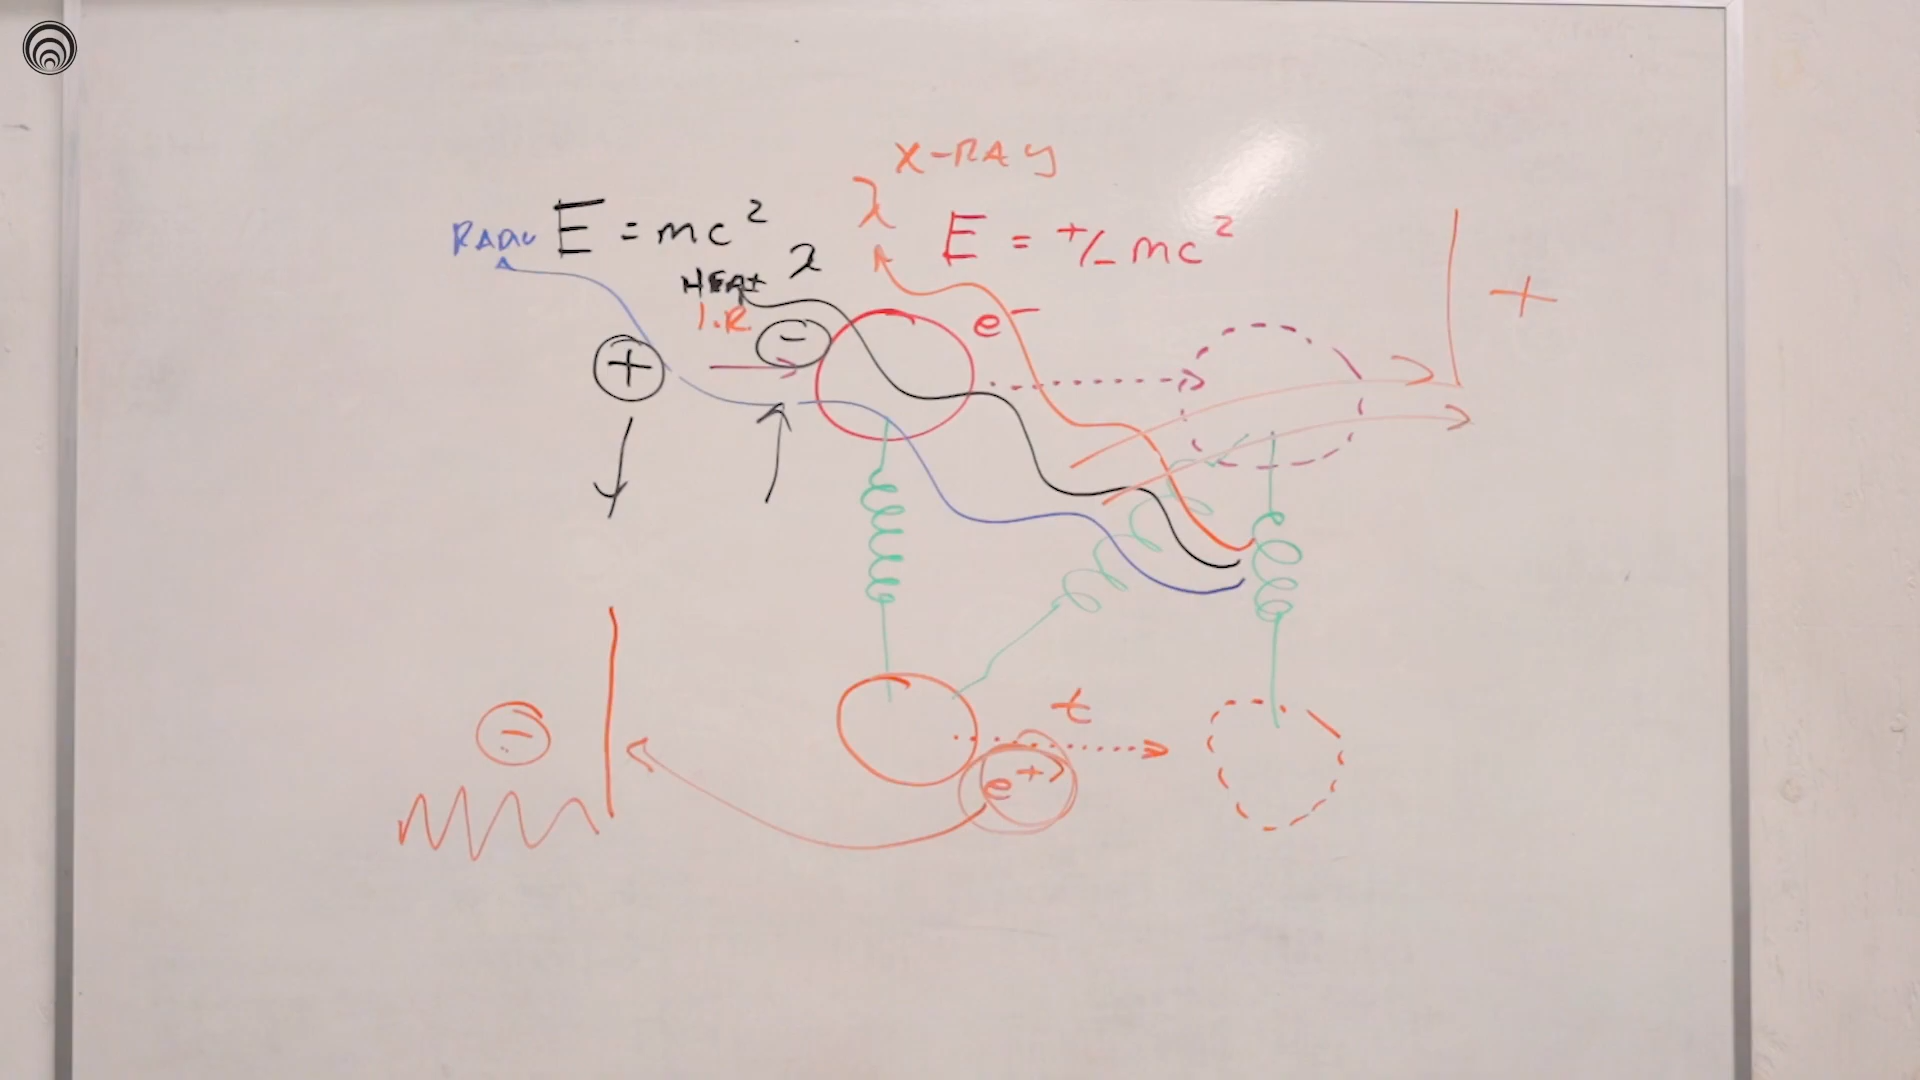 X-RAY
RADIO E = mc² λ E = +/- mc²
HEAT λ
I.R.
+ - e⁻ +
t
- e⁺